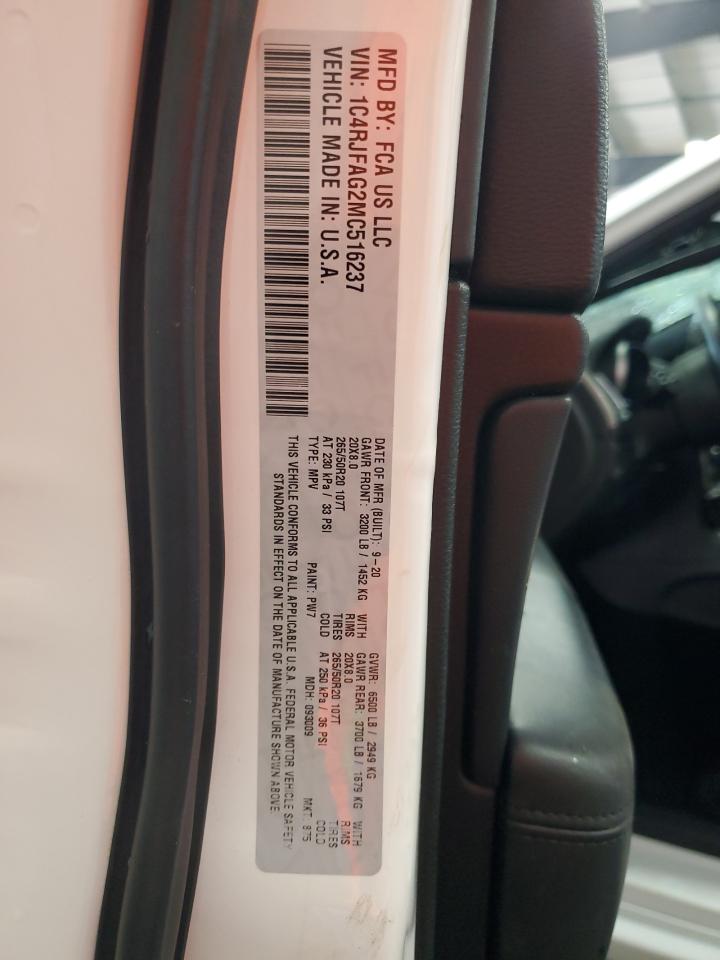 MFD BY: FCA US LLC
VIN: 1C4RJFAG2MC516237
VEHICLE MADE IN: U.S.A.
DATE OF MFR (BUILT): 9-20 GVWR: 6500 LB / 2949 KG
GAWR FRONT: 3200 LB / 1452 KG WITH GAWR REAR: 3700 LB / 1679 KG WITH
20X8.0 RIMS 20X8.0 RIMS
265/50R20 107T TIRES 265/50R20 107T TIRES
AT 230 kPa / 33 PSI COLD AT 250 kPa / 36 PSI COLD
TYPE: MPV PAINT: PW7 MDH: 093009 MKT: 875
THIS VEHICLE CONFORMS TO ALL APPLICABLE U.S.A. FEDERAL MOTOR VEHICLE SAFETY
STANDARDS IN EFFECT ON THE DATE OF MANUFACTURE SHOWN ABOVE.